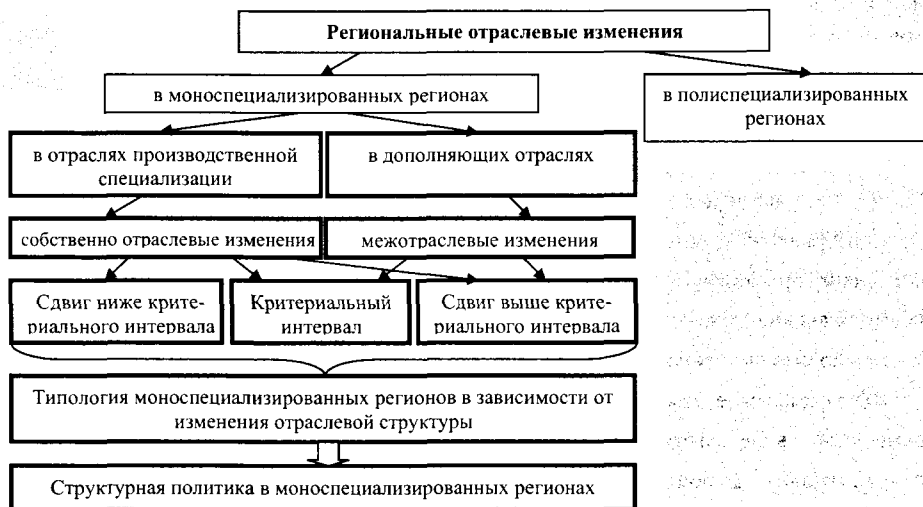 Региональные отраслевые изменения
в моноспециализированных регионах
в полиспециализированных
регионах
в отраслях производственной
специализации
в дополняющих отраслях
собственно отраслевые изменения
межотраслевые изменения
Сдвиг ниже крите-
риального интервала
Критериальный
интервал
Сдвиг выше крите-
риального интервала
Типология моноспециализированных регионов в зависимости от
изменения отраслевой структуры
Структурная политика в моноспециализированных регионах